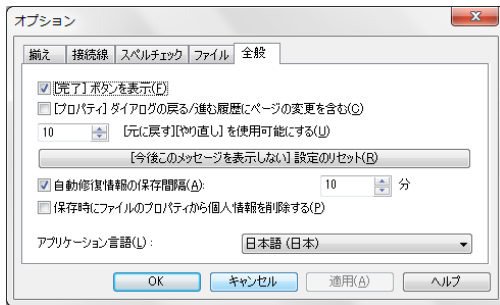 オプション
揃え 接続線 スペルチェック ファイル 全般
[完了] ボタンを表示(F)
[プロパティ] ダイアログの戻る/進む履歴にページの変更を含む(C)
10 [元に戻す][やり直し] を使用可能にする(U)
[今後このメッセージを表示しない] 設定のリセット(R)
自動修復情報の保存間隔(A): 10 分
保存時にファイルのプロパティから個人情報を削除する(P)
アプリケーション言語(L) : 日本語 (日本)
OK キャンセル 適用(A) ヘルプ